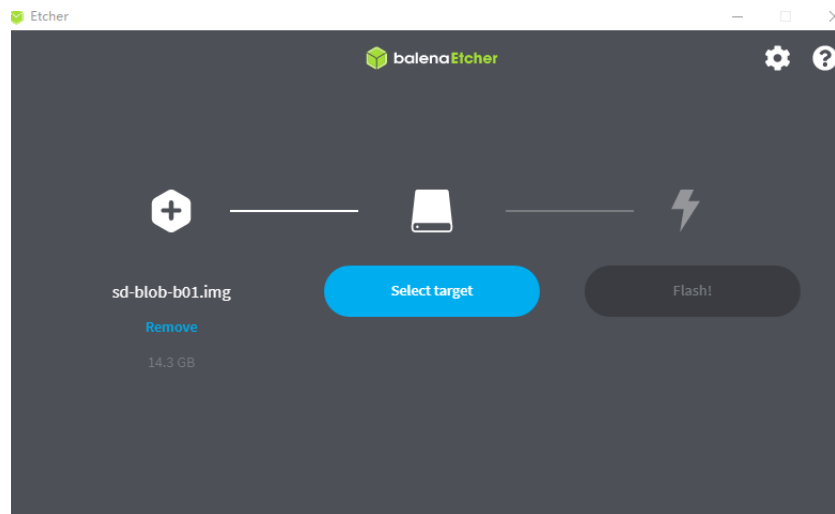 Etcher
balenaEtcher
sd-blob-b01.img
Select target
Flash!
Remove
14.3 GB